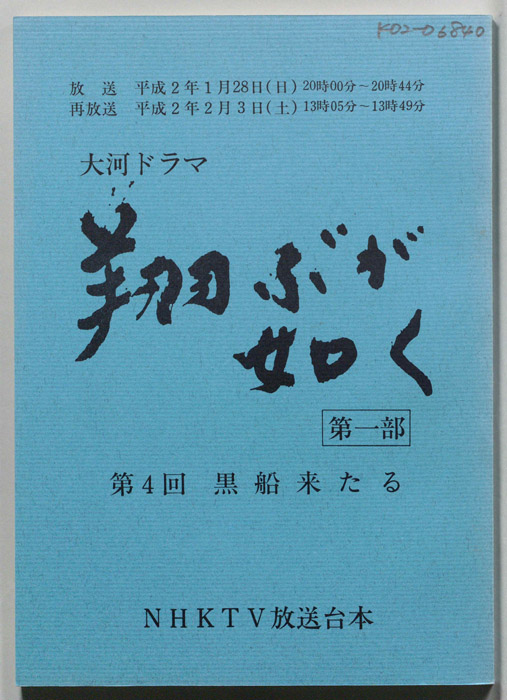 K02-06840
放 送 平成2年1月28日(日) 20時00分~20時44分
再放送 平成2年2月3日(土) 13時05分~13時49分
大河ドラマ
翔ぶが
如く
第一部
第4回 黒船来たる
NHKTV放送台本